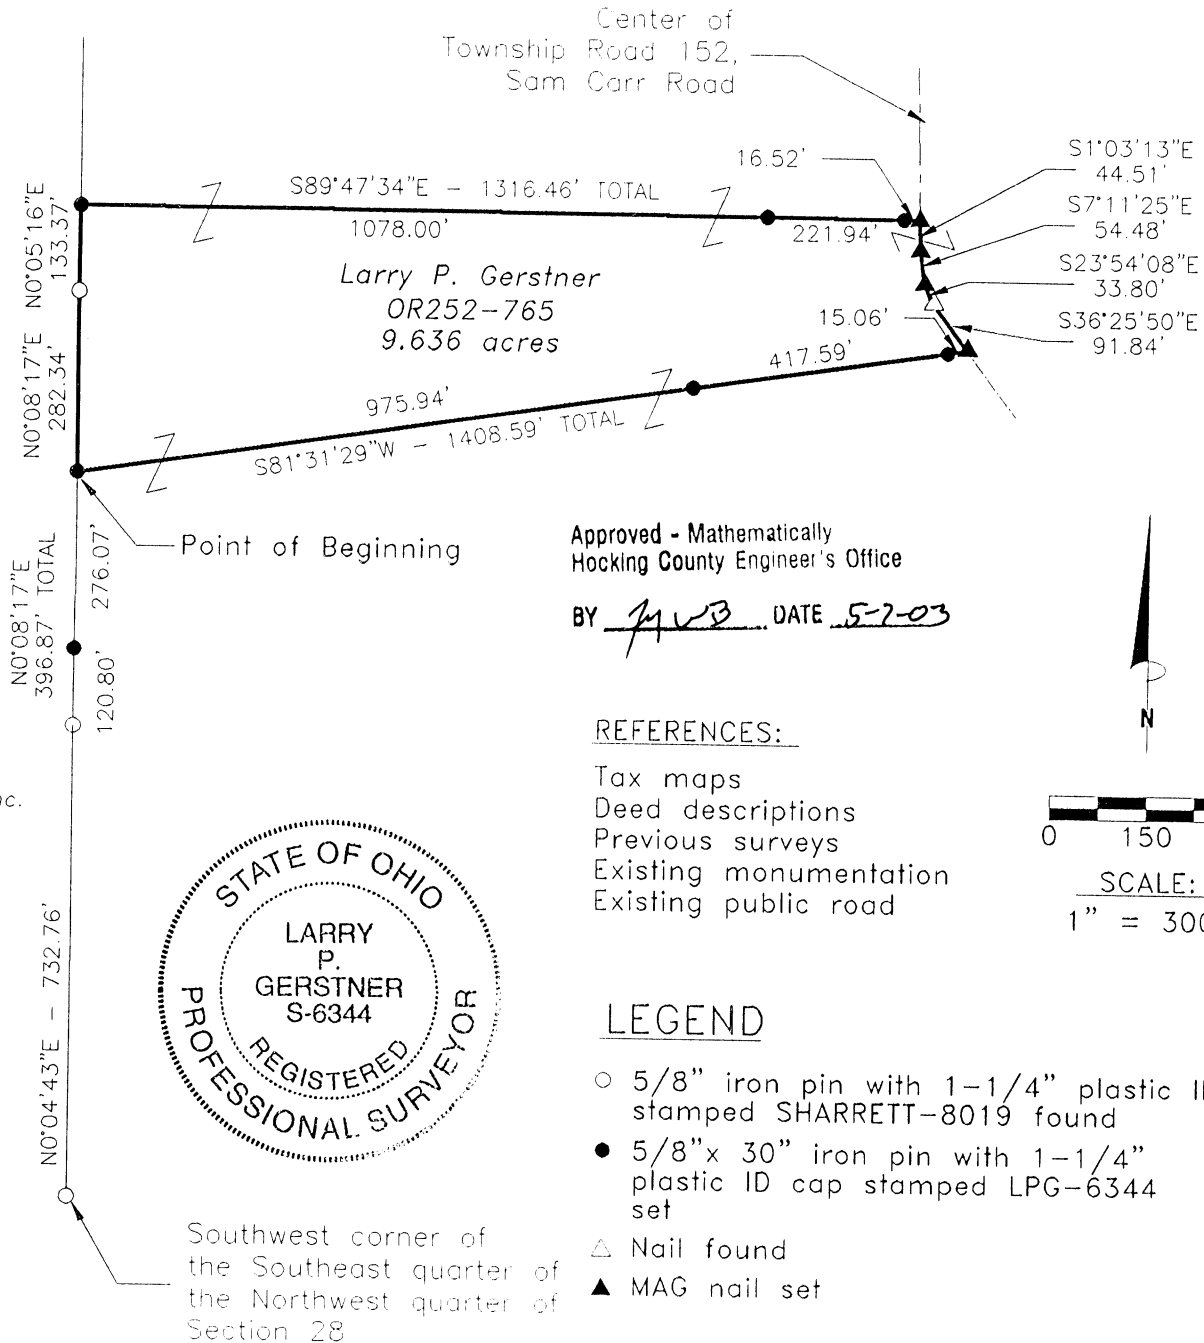 Center of
Township Road 152,
Sam Carr Road
S1°03'13"E
44.51'
S7°11'25"E
54.48'
S23°54'08"E
33.80'
S36°25'50"E
91.84'
16.52'
S89°47'34"E - 1316.46' TOTAL
1078.00'
221.94'
N0°05'16"E
133.37'
N0°08'17"E
282.34'
Larry P. Gerstner
OR252-765
9.636 acres
15.06'
417.59'
975.94'
S81°31'29"W - 1408.59' TOTAL
Point of Beginning
N0°08'17"E
396.87' TOTAL
276.07'
120.80'
Approved - Mathematically
Hocking County Engineer's Office
BY DATE 5-7-03
N
REFERENCES:
Tax maps
Deed descriptions
Previous surveys
Existing monumentation
Existing public road
0 150
SCALE:
1" = 300
c.
N0°04'43"E - 732.76'
STATE OF OHIO
LARRY
P.
GERSTNER
S-6344
REGISTERED
PROFESSIONAL SURVEYOR
LEGEND
5/8" iron pin with 1-1/4" plastic I
stamped SHARRETT-8019 found
5/8"x 30" iron pin with 1-1/4"
plastic ID cap stamped LPG-6344
set
Nail found
MAG nail set
Southwest corner of
the Southeast quarter of
the Northwest quarter of
Section 28